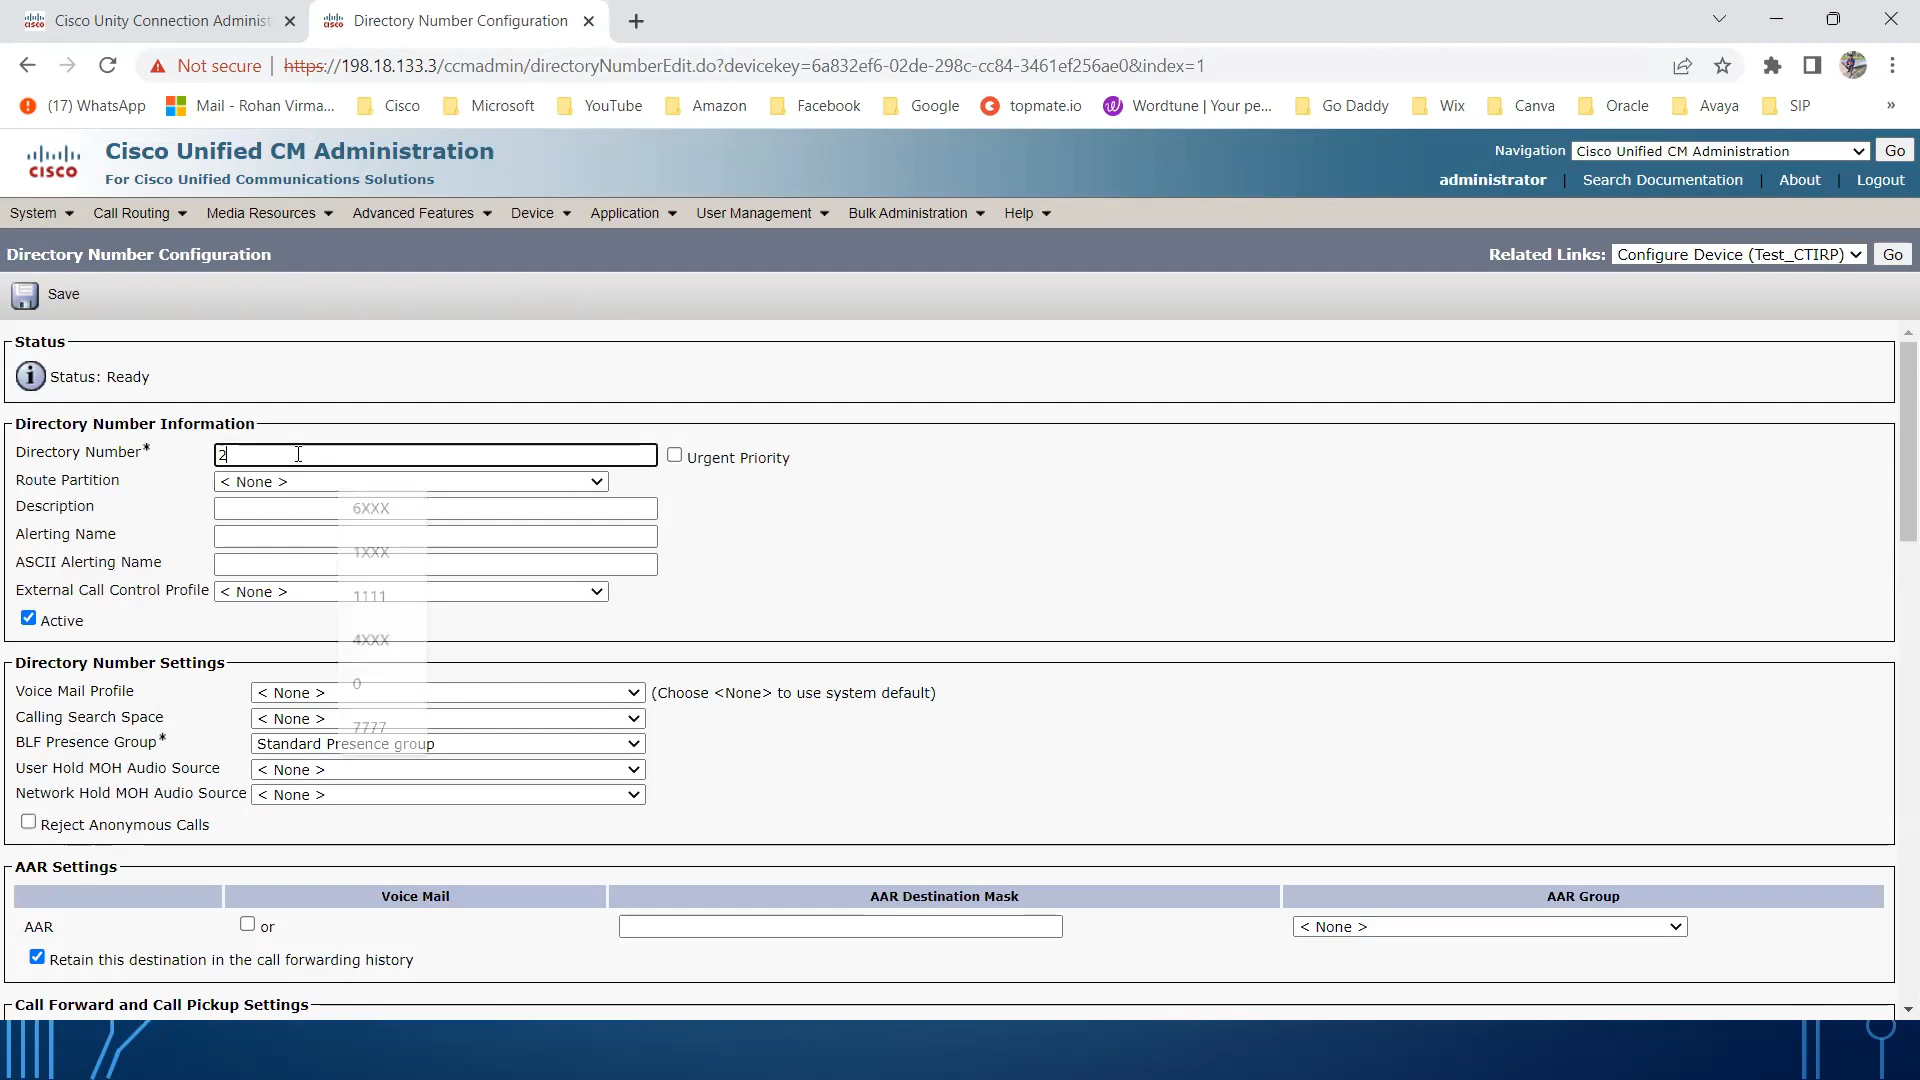 Cisco Unity Connection Administ
Directory Number Configuration
Not secure | https://198.18.133.3/ccmadmin/directoryNumberEdit.do?devicekey=6a832ef6-02de-298c-cc84-3461ef256ae0&index=1
(17) WhatsApp Mail - Rohan Virma... Cisco Microsoft YouTube Amazon Facebook Google topmate.io Wordtune | Your pe... Go Daddy Wix Canva Oracle Avaya SIP »
cisco
Cisco Unified CM Administration
For Cisco Unified Communications Solutions
Navigation Cisco Unified CM Administration Go
administrator | Search Documentation | About | Logout
System Call Routing Media Resources Advanced Features Device Application User Management Bulk Administration Help
Directory Number Configuration
Related Links: Configure Device (Test_CTIRP) Go
Save
Status
Status: Ready
Directory Number Information
Directory Number* 2 Urgent Priority
Route Partition < None >
Description
6XXX
Alerting Name
1XXX
ASCII Alerting Name
External Call Control Profile < None >
1111
Active
4XXX
Directory Number Settings
0
Voice Mail Profile < None > (Choose <None> to use system default)
Calling Search Space < None >
7777
BLF Presence Group* Standard Presence group
User Hold MOH Audio Source < None >
Network Hold MOH Audio Source < None >
Reject Anonymous Calls
AAR Settings
Voice Mail AAR Destination Mask AAR Group
AAR or < None >
Retain this destination in the call forwarding history
Call Forward and Call Pickup Settings